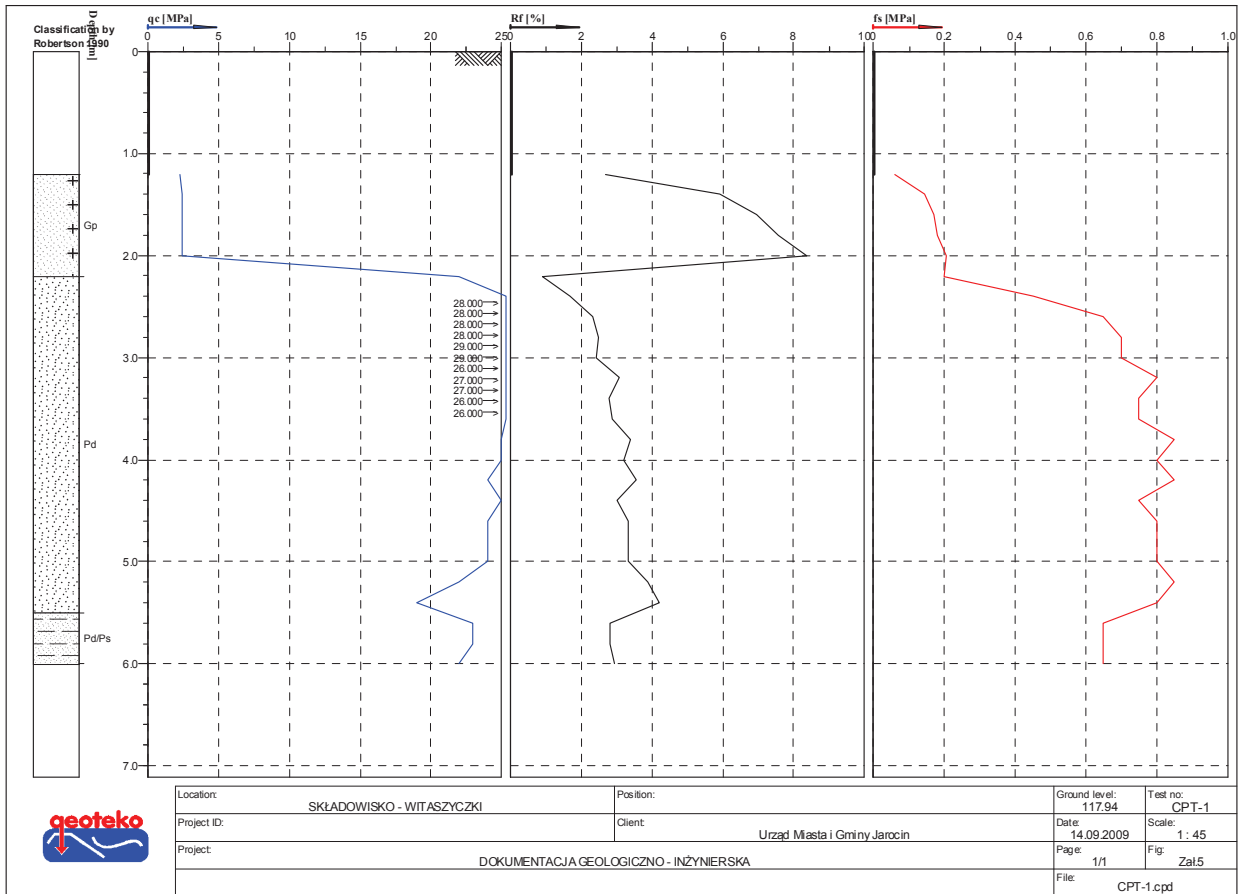 Classification by
Robertson 1990
Depth [m]
qc [MPa]
0 5 10 15 20 25
Rf [%]
0 2 4 6 8 10
fs [MPa]
0 0.2 0.4 0.6 0.8 1.0
0
1.0
2.0
3.0
4.0
5.0
6.0
7.0
Gp
Pd
Pd/Ps
28.000
28.000
28.000
28.000
29.000
29.000
26.000
27.000
27.000
26.000
26.000
geoteko
Location:
SKŁADOWISKO - WITASZYCZKI
Position:
Ground level:
117.94
Test no:
CPT-1
Project ID:
Client:
Urząd Miasta i Gminy Jarocin
Date:
14.09.2009
Scale:
1 : 45
Project:
DOKUMENTACJA GEOLOGICZNO - INŻYNIERSKA
Page:
1/1
Fig:
Zał.5
File:
CPT-1.cpd